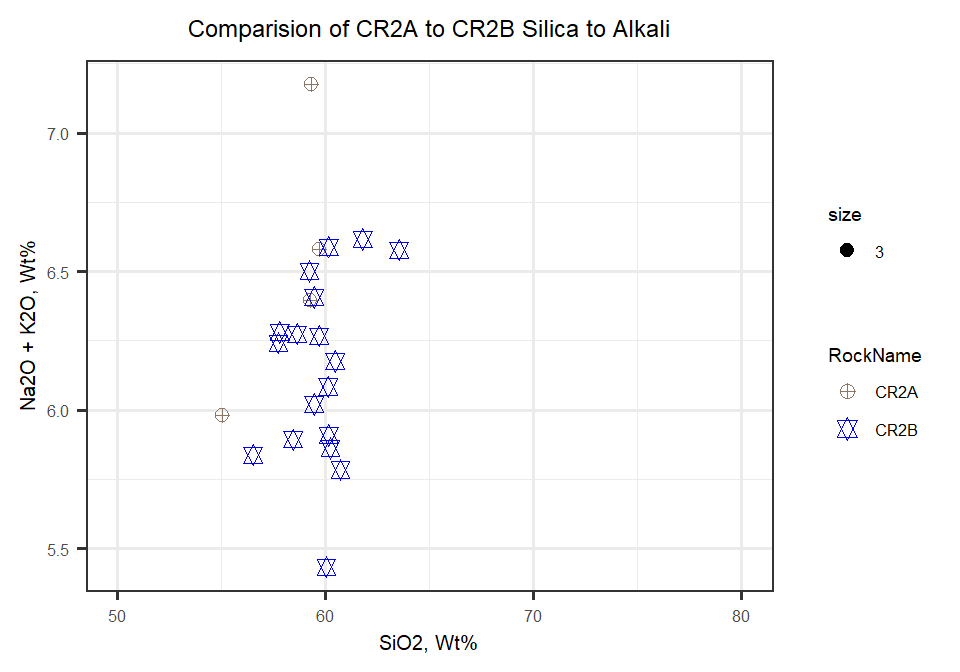 Comparision of CR2A to CR2B Silica to Alkali
7.0
6.5
6.0
5.5
Na2O + K2O, Wt%
50 60 70 80
SiO2, Wt%
size
3
RockName
CR2A
CR2B